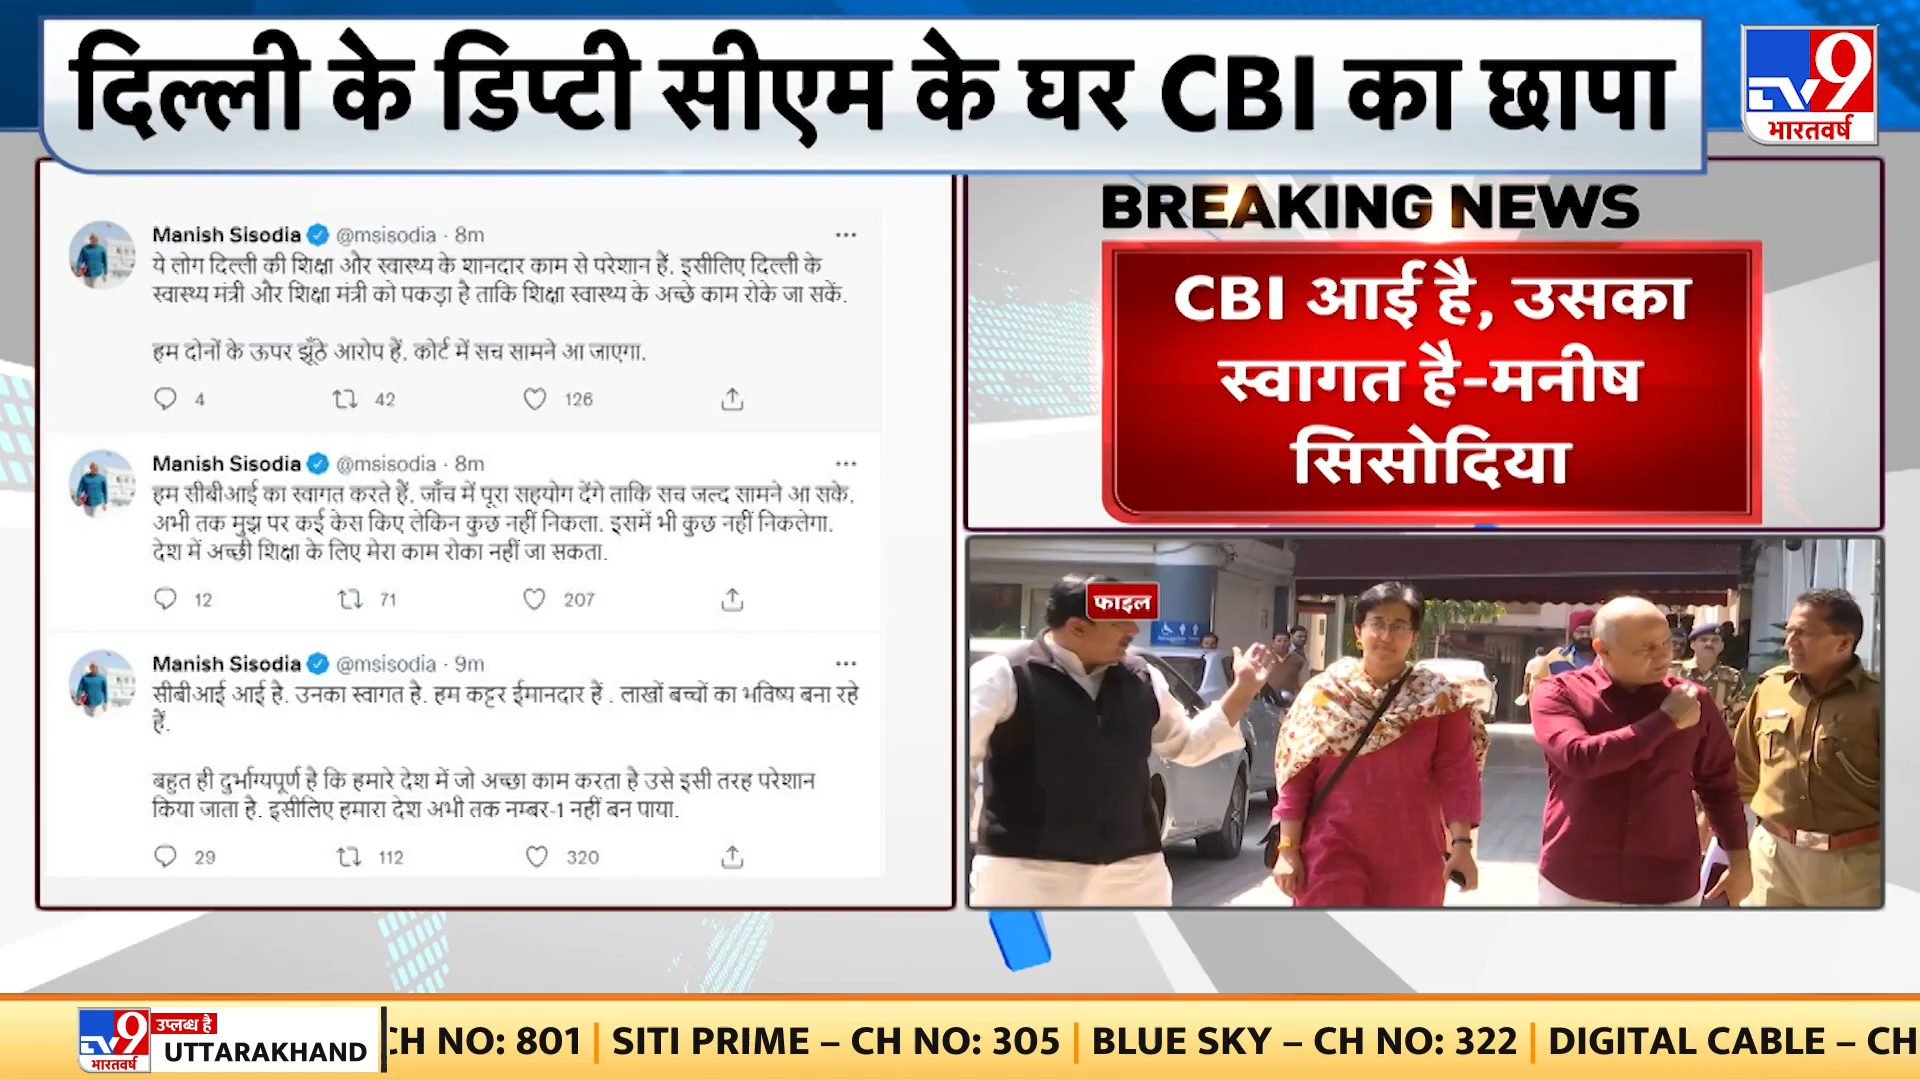 दिल्ली के डिप्टी सीएम के घर CBI का छापा
TV9
भारतवर्ष
Manish Sisodia @msisodia · 8m
ये लोग दिल्ली की शिक्षा और स्वास्थ्य के शानदार काम से परेशान हैं. इसीलिए दिल्ली के
स्वास्थ्य मंत्री और शिक्षा मंत्री को पकड़ा है ताकि शिक्षा स्वास्थ्य के अच्छे काम रोके जा सकें.
हम दोनों के ऊपर झूँठे आरोप हैं. कोर्ट में सच सामने आ जाएगा.
4 42 126
Manish Sisodia @msisodia · 8m
हम सीबीआई का स्वागत करते हैं. जाँच में पूरा सहयोग देंगे ताकि सच जल्द सामने आ सके.
अभी तक मुझ पर कई केस किए लेकिन कुछ नहीं निकला. इसमें भी कुछ नहीं निकलेगा.
देश में अच्छी शिक्षा के लिए मेरा काम रोका नहीं जा सकता.
12 71 207
Manish Sisodia @msisodia · 9m
सीबीआई आई है. उनका स्वागत है. हम कट्टर ईमानदार हैं . लाखों बच्चों का भविष्य बना रहे
हैं.
बहुत ही दुर्भाग्यपूर्ण है कि हमारे देश में जो अच्छा काम करता है उसे इसी तरह परेशान
किया जाता है. इसीलिए हमारा देश अभी तक नम्बर-1 नहीं बन पाया.
29 112 320
BREAKING NEWS
CBI आई है, उसका
स्वागत है-मनीष
सिसोदिया
फाइल
TV9
भारतवर्ष
उप्लब्ध है
UTTARAKHAND
CH NO: 801 | SITI PRIME – CH NO: 305 | BLUE SKY – CH NO: 322 | DIGITAL CABLE – CH